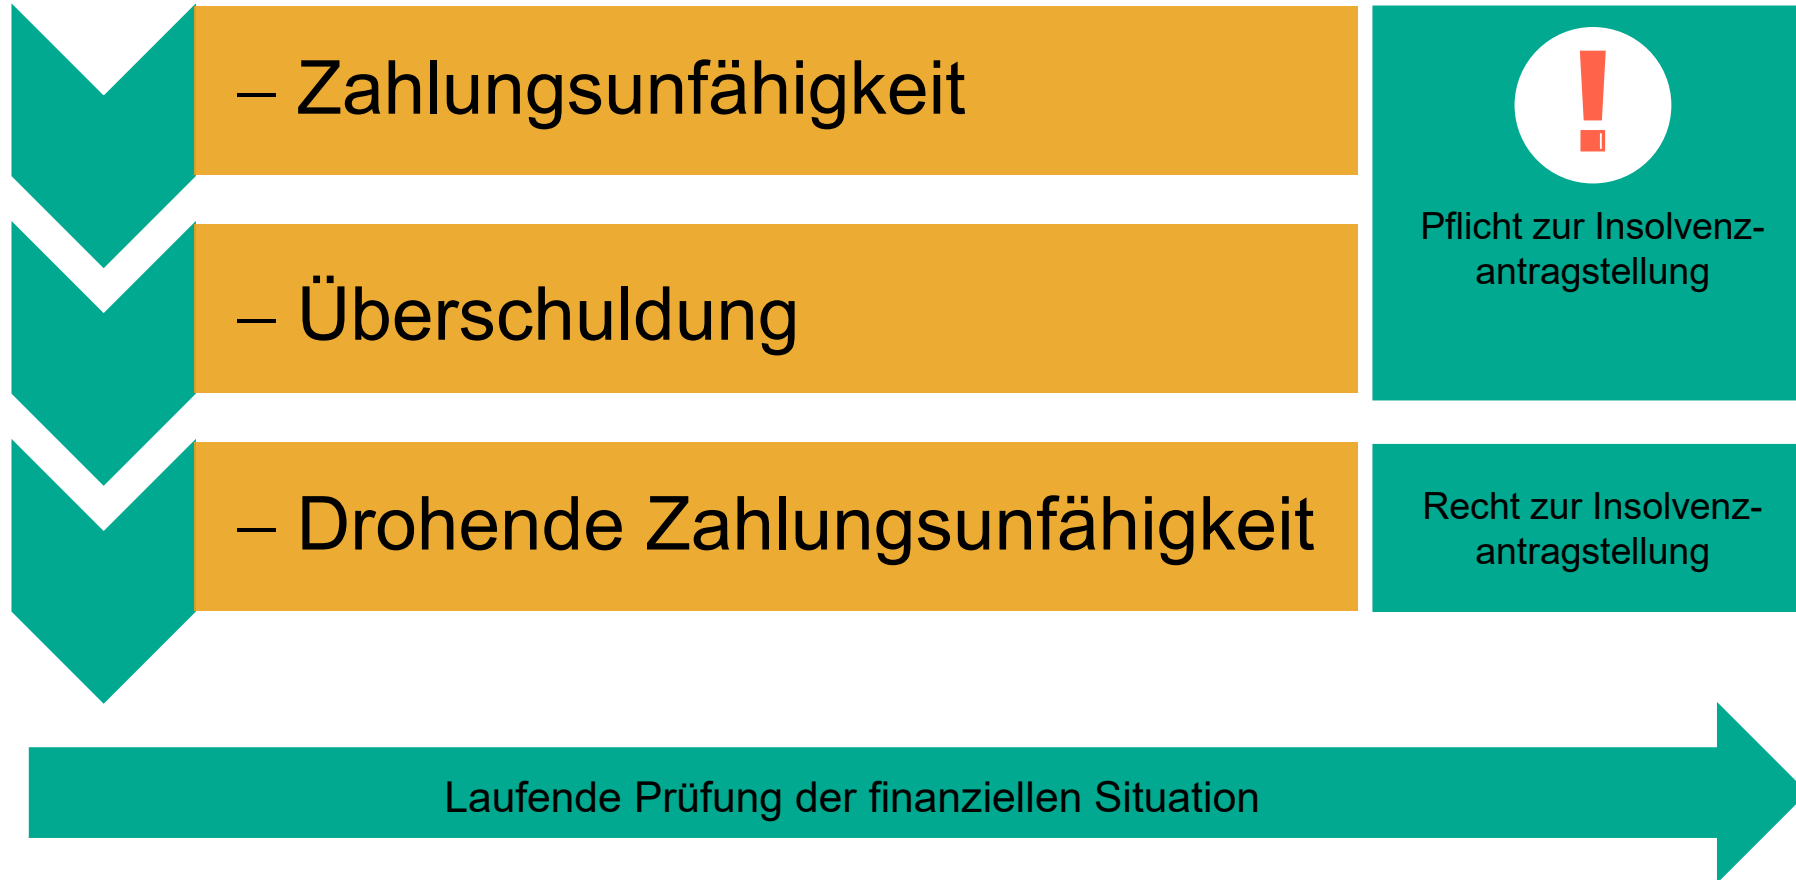 – Zahlungsunfähigkeit
!
Pflicht zur Insolvenz-
antragstellung
– Überschuldung
– Drohende Zahlungsunfähigkeit
Recht zur Insolvenz-
antragstellung
Laufende Prüfung der finanziellen Situation